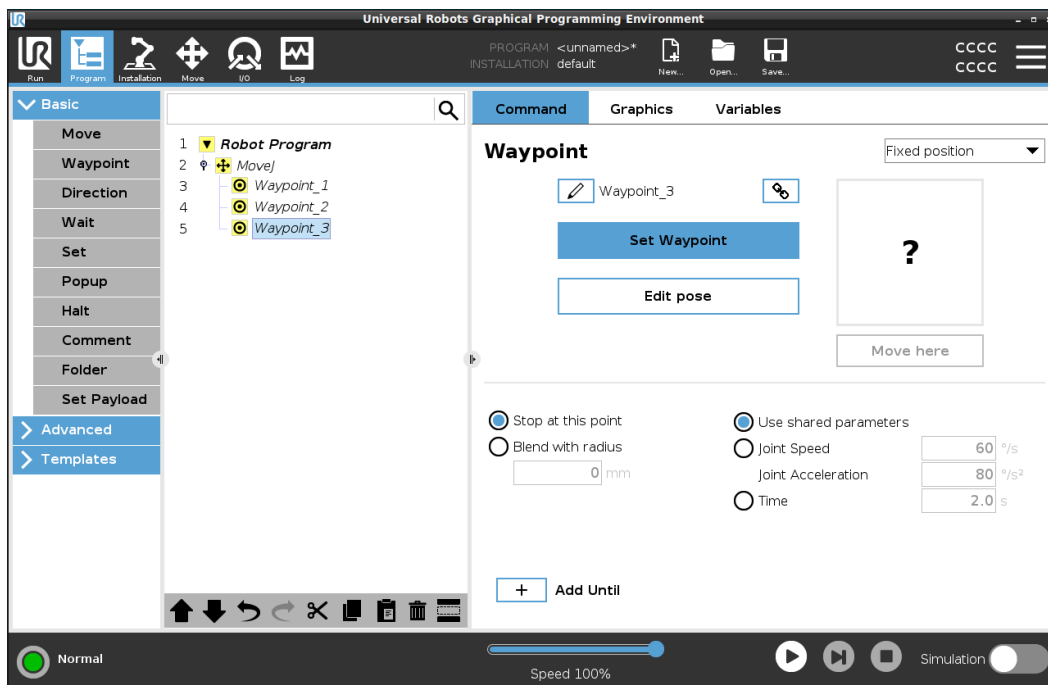 Universal Robots Graphical Programming Environment
UR
Run
Program
Installation
Move
I/O
Log
PROGRAM <unnamed>*
INSTALLATION default
New...
Open...
Save...
CCCC
CCCC
Basic
Move
Waypoint
Direction
Wait
Set
Popup
Halt
Comment
Folder
Set Payload
Advanced
Templates
1 Robot Program
2 MoveJ
3 Waypoint_1
4 Waypoint_2
5 Waypoint_3
Command Graphics Variables
Waypoint
Fixed position
Waypoint_3
Set Waypoint
Edit pose
?
Move here
Stop at this point
Blend with radius
0 mm
Use shared parameters
Joint Speed 60 °/s
Joint Acceleration 80 °/s²
Time 2.0 s
+ Add Until
Normal
Speed 100%
Simulation